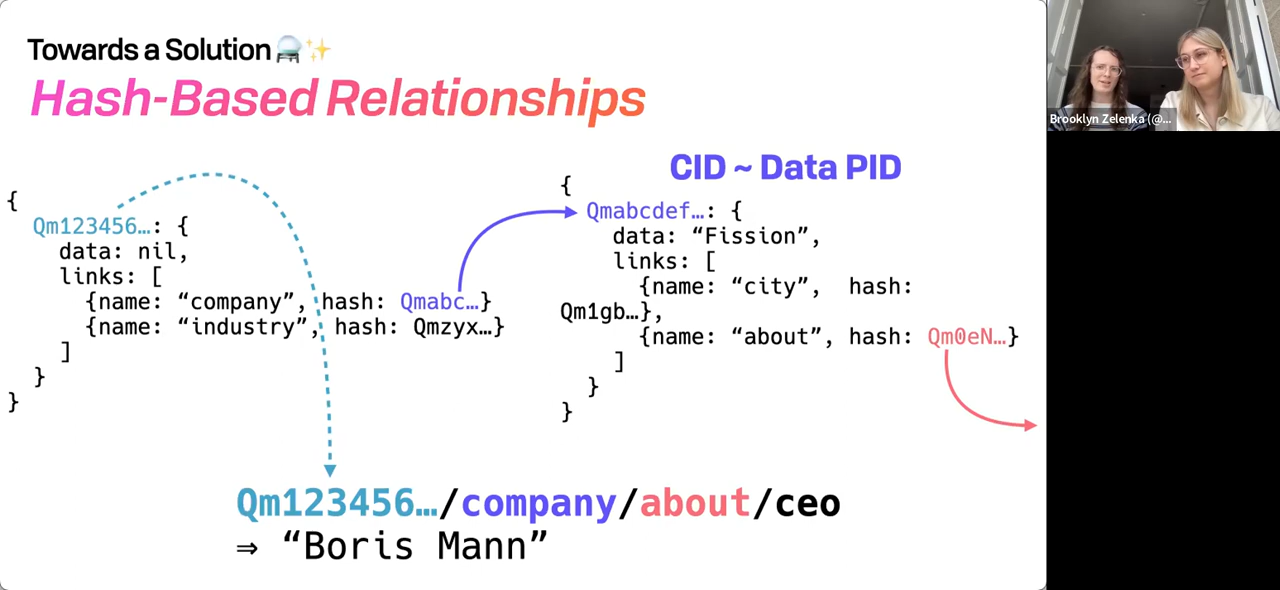 Towards a Solution 🔮✨
Hash-Based Relationships
{
Qm123456…: {
data: nil,
links: [
{name: “company”, hash: Qmabc…}
{name: “industry”, hash: Qmzyx…}
]
}
}
CID ~ Data PID
{
Qmabcdef…: {
data: “Fission”,
links: [
{name: “city”, hash:
Qm1gb…},
{name: “about”, hash: Qm0eN…}
]
}
}
Qm123456…/company/about/ceo
⇒ “Boris Mann”
Brooklyn Zelenka (@...